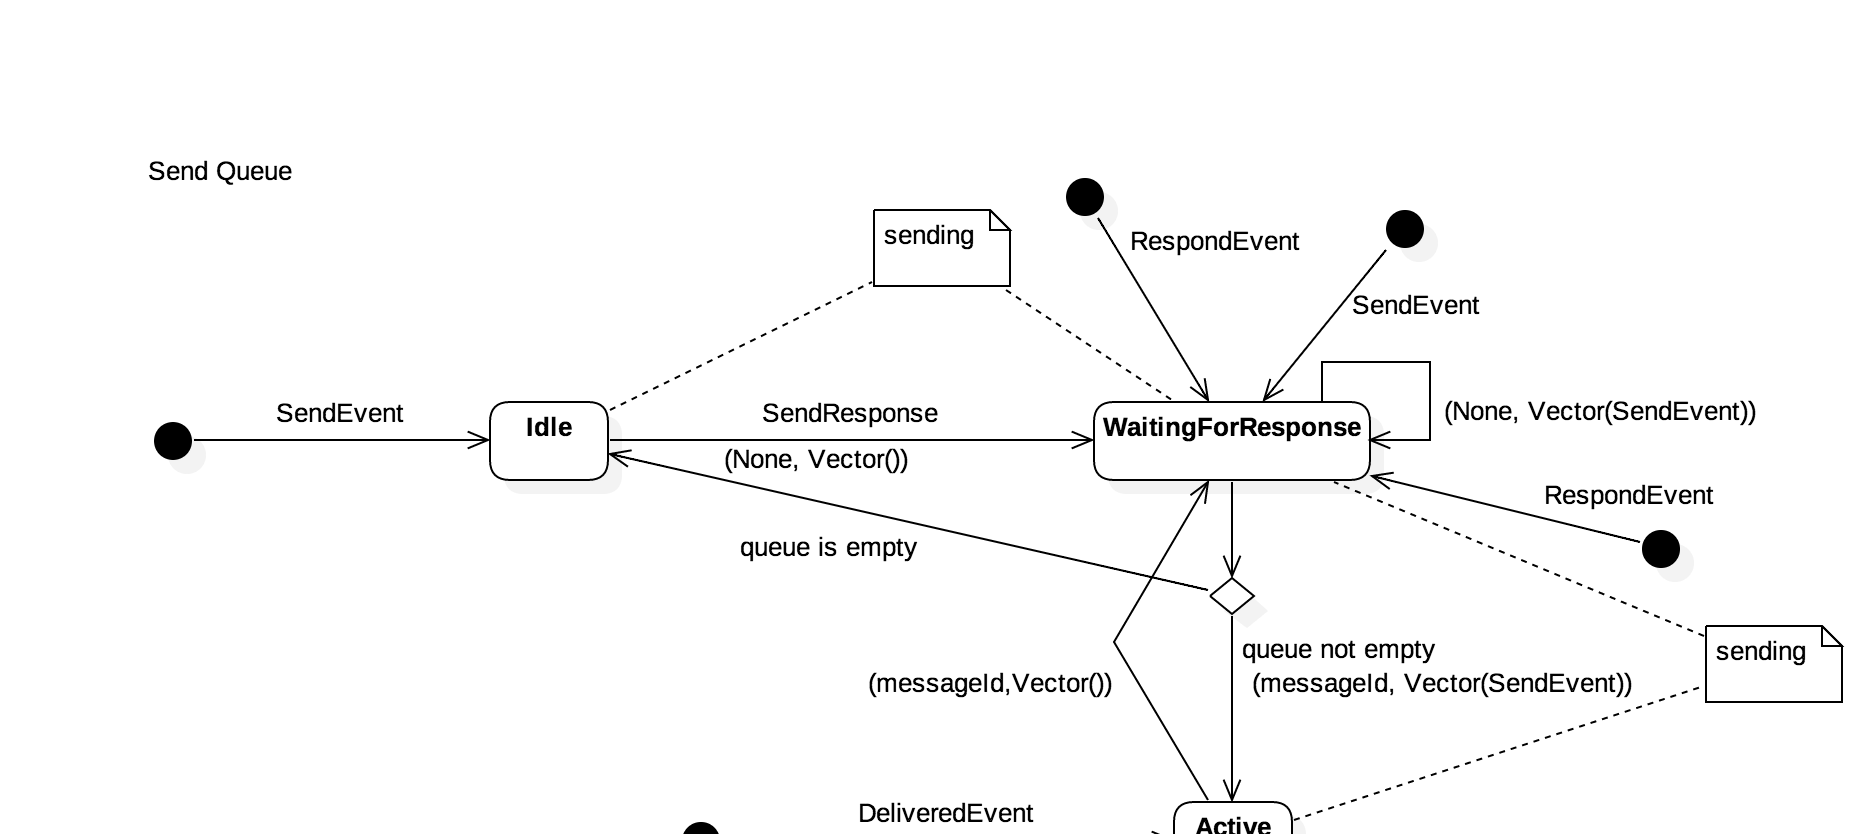 Send Queue
sending
RespondEvent
SendEvent
SendEvent
Idle
SendResponse
(None, Vector())
WaitingForResponse
(None, Vector(SendEvent))
RespondEvent
queue is empty
queue not empty
(messageId,Vector())
(messageId, Vector(SendEvent))
sending
DeliveredEvent
Active